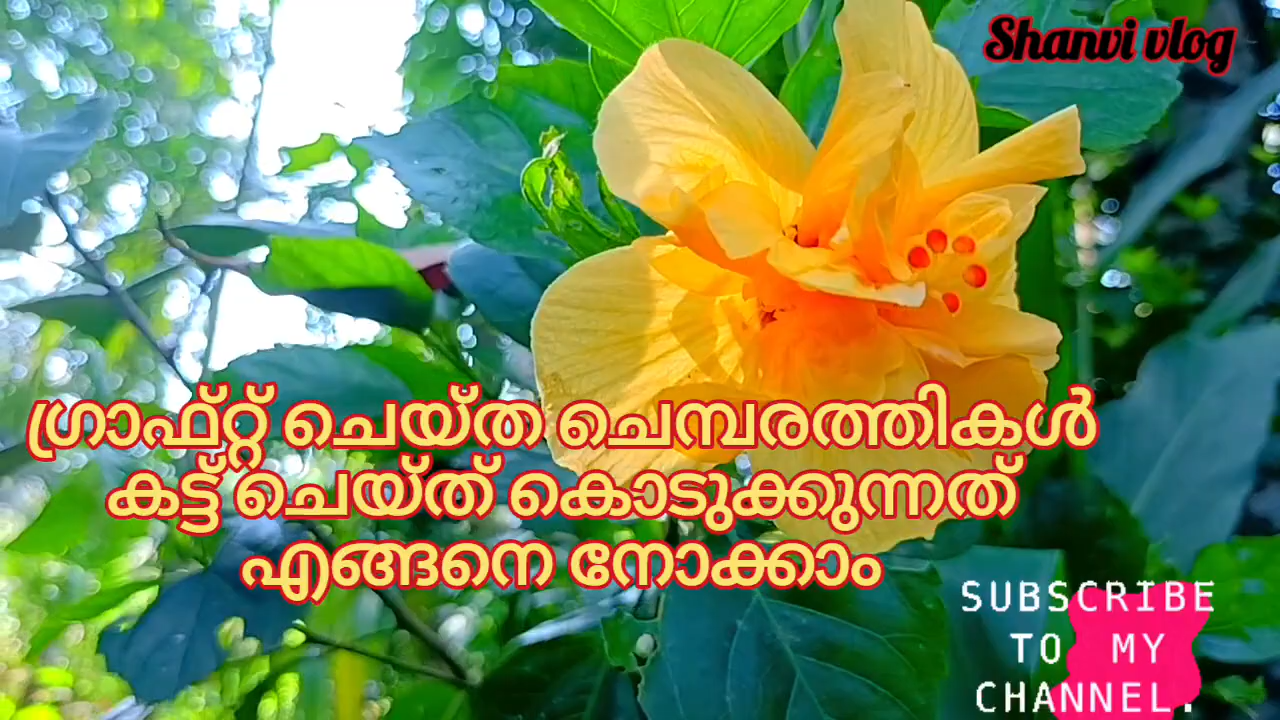 Shanvi vlog
ഗ്രാഫ്റ്റ് ചെയ്ത ചെമ്പരത്തികൾ
കട്ട് ചെയ്ത് കൊടുക്കുന്നത്
എങ്ങനെ നോക്കാം
SUBSCRIBE
TO MY
CHANNEL.